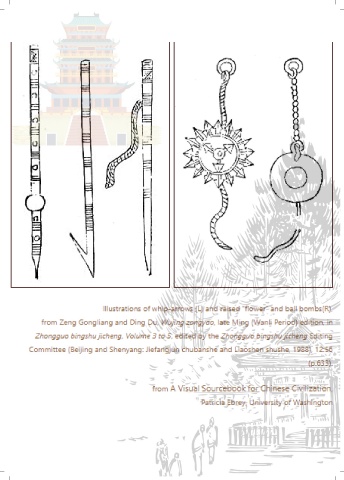 Illustrations of whip-arrows (L) and raised "flower" and ball bombs(R)
from Zeng Gongliang and Ding Du, Wujing zongyao, late Ming (Wanli Period) edition, in
Zhongguo bingshu jicheng, Volume 3 to 5, edited by the Zhongguo bingshu jicheng Editing
Committee (Beijing and Shenyang: Jiefanjun chubanshe and Liaoshen shushe, 1988), 12:56
(p.633).
from A Visual Sourcebook for Chinese Civilization,
Patricia Ebrey, University of Washington